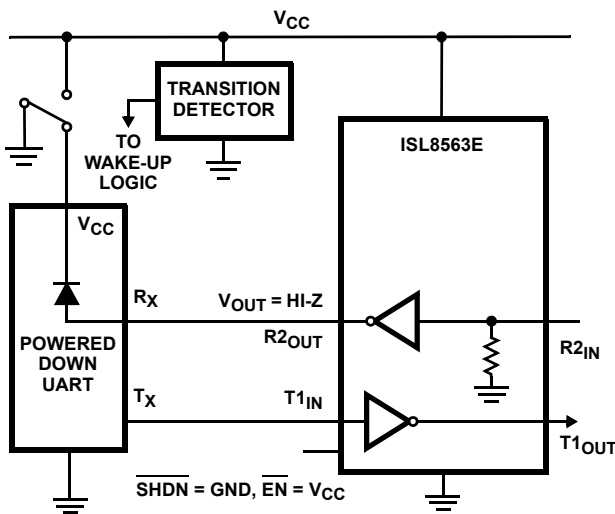 VCC
TRANSITION
DETECTOR
TO
WAKE-UP
LOGIC
ISL8563E
VCC
RX
VOUT = HI-Z
R2OUT
R2IN
POWERED
DOWN
UART
TX
T1IN
T1OUT
SHDN = GND, EN = VCC